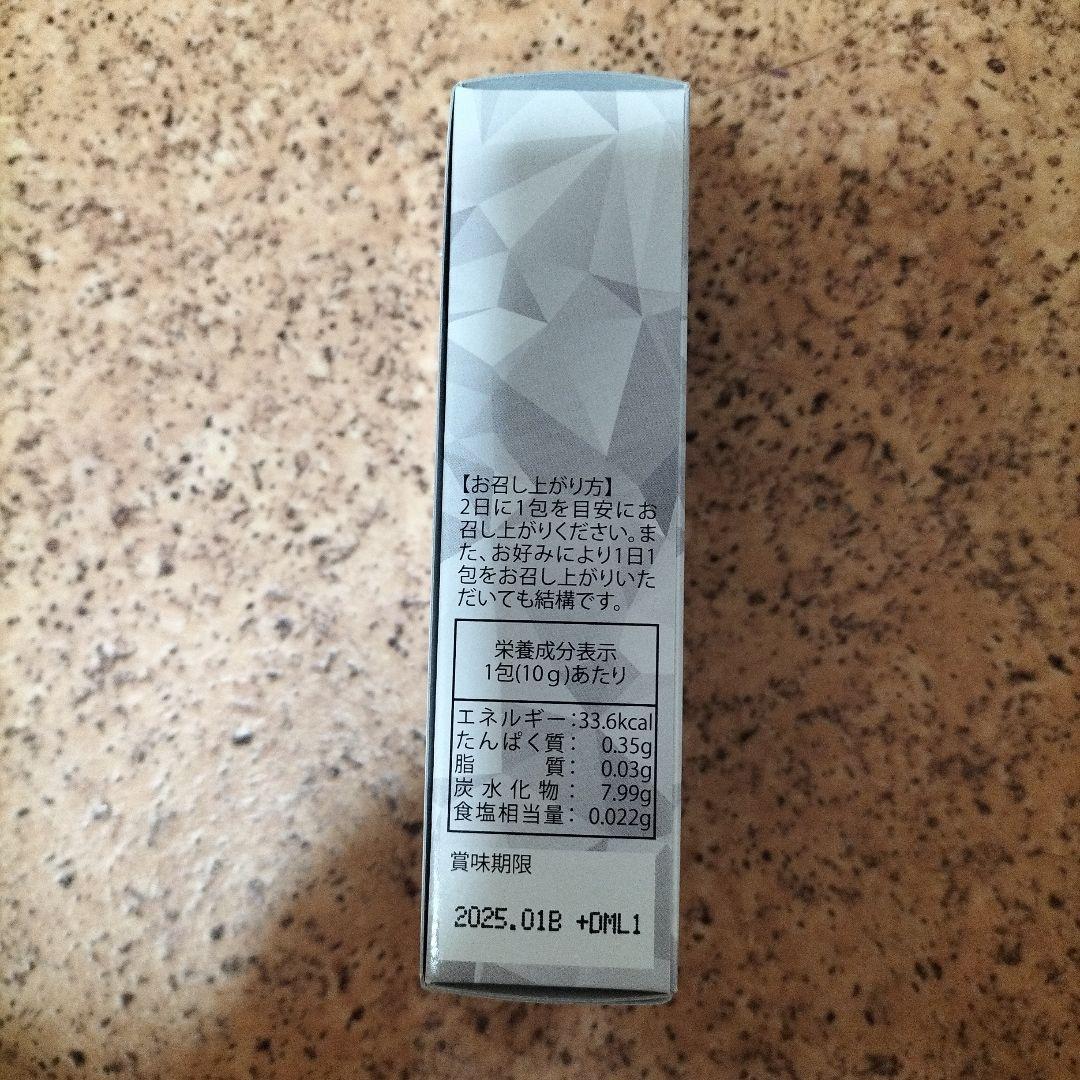 【お召し上がり方】
2日に1包を目安にお
召し上がりください。ま
た、お好みにより1日1
包をお召し上がりいた
だいても結構です。
栄養成分表示
1包(10g)あたり
エネルギー:33.6kcal
たんぱく質: 0.35g
脂質: 0.03g
炭水化物: 7.99g
食塩相当量: 0.022g
賞味期限
2025.01B +DML1